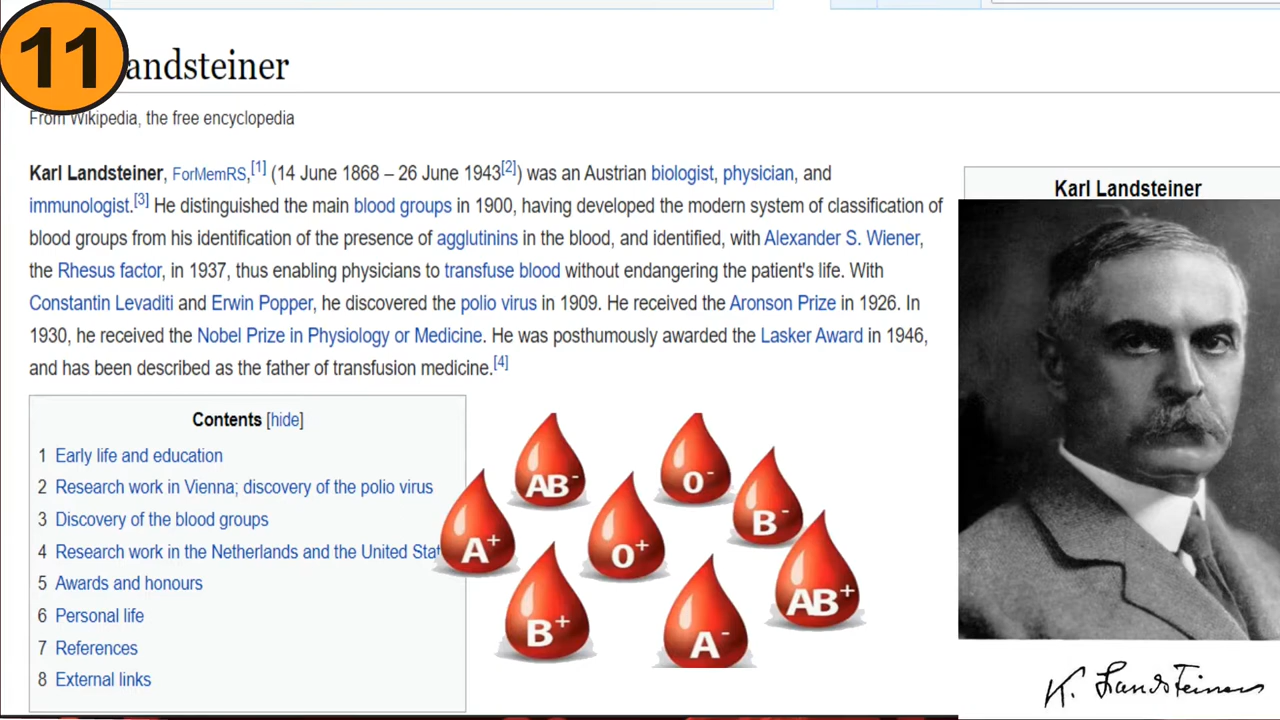 11
andsteiner
From Wikipedia, the free encyclopedia
Karl Landsteiner, ForMemRS,[1] (14 June 1868 – 26 June 1943[2]) was an Austrian biologist, physician, and
immunologist.[3] He distinguished the main blood groups in 1900, having developed the modern system of classification of
blood groups from his identification of the presence of agglutinins in the blood, and identified, with Alexander S. Wiener,
the Rhesus factor, in 1937, thus enabling physicians to transfuse blood without endangering the patient's life. With
Constantin Levaditi and Erwin Popper, he discovered the polio virus in 1909. He received the Aronson Prize in 1926. In
1930, he received the Nobel Prize in Physiology or Medicine. He was posthumously awarded the Lasker Award in 1946,
and has been described as the father of transfusion medicine.[4]
Contents [hide]
1 Early life and education
2 Research work in Vienna; discovery of the polio virus
3 Discovery of the blood groups
4 Research work in the Netherlands and the United Stat
5 Awards and honours
6 Personal life
7 References
8 External links
AB-
O-
A+
O+
B-
B+
A-
AB+
Karl Landsteiner
K. Landsteiner